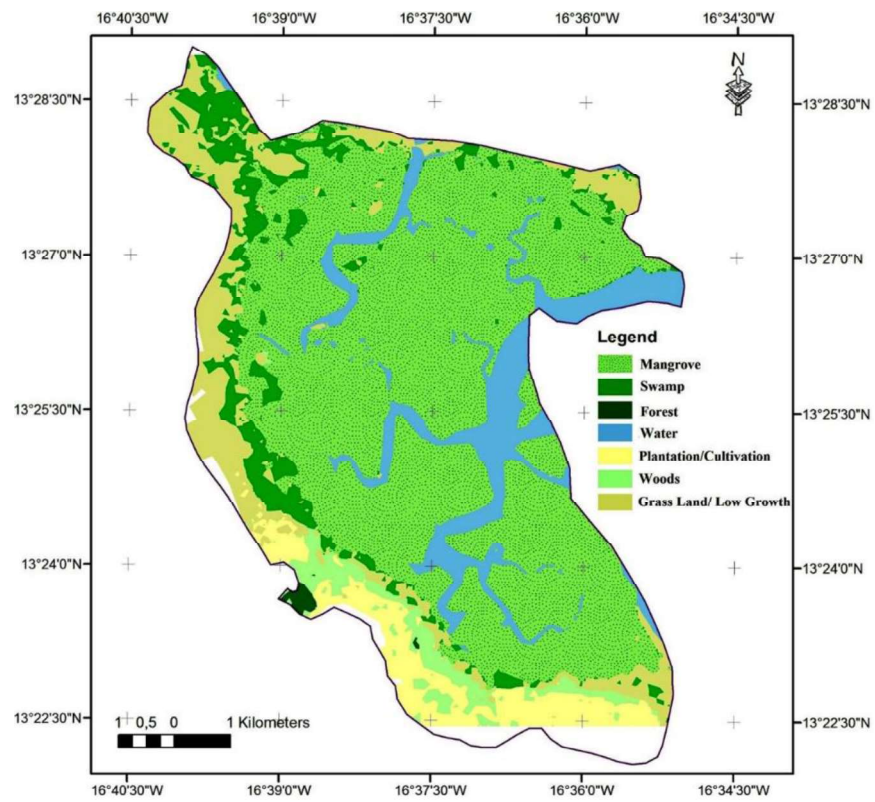 16°40'30"W 16°39'0"W 16°37'30"W 16°36'0"W 16°34'30"W
N
13°28'30"N 13°28'30"N
13°27'0"N 13°27'0"N
Legend
Mangrove
Swamp
13°25'30"N Forest 13°25'30"N
Water
Plantation/Cultivation
Woods
Grass Land/ Low Growth
13°24'0"N 13°24'0"N
13°22'30"N 1 0,5 0 1 Kilometers 13°22'30"N
16°40'30"W 16°39'0"W 16°37'30"W 16°36'0"W 16°34'30"W